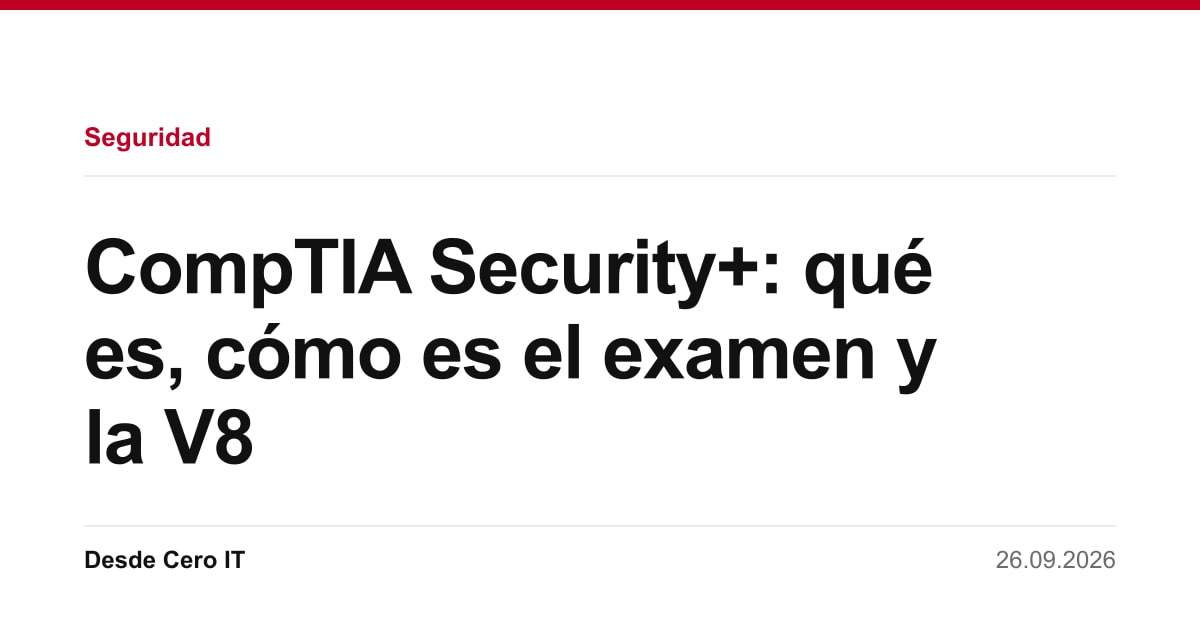 Seguridad
CompTIA Security+: qué
es, cómo es el examen y
la V8
Desde Cero IT
26.09.2026